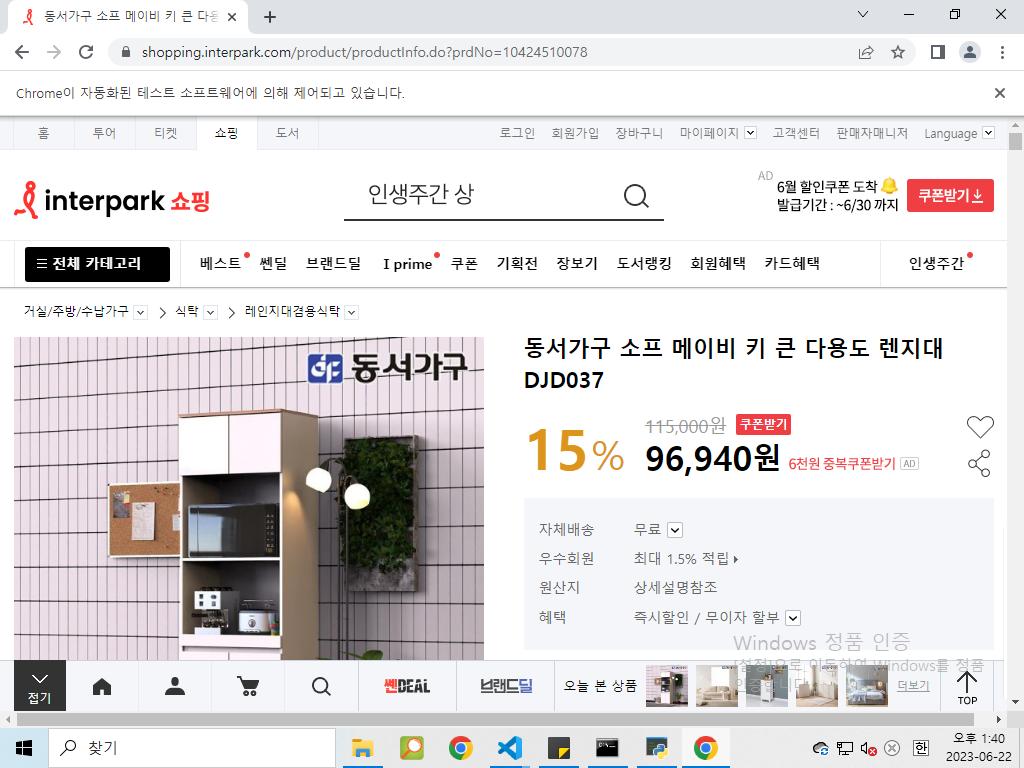 동서가구 소프 메이비 키 큰 다용
shopping.interpark.com/product/productInfo.do?prdNo=10424510078
Chrome이 자동화된 테스트 소프트웨어에 의해 제어되고 있습니다.
홈 투어 티켓 쇼핑 도서 로그인 회원가입 장바구니 마이페이지 고객센터 판매자매니저 Language
interpark 쇼핑
인생주간 상
AD
6월 할인쿠폰 도착
발급기간 : ~6/30 까지
쿠폰받기
전체 카테고리 베스트 쎈딜 브랜드딜 I prime 쿠폰 기획전 장보기 도서랭킹 회원혜택 카드혜택 인생주간
거실/주방/수납가구 식탁 레인지대겸용식탁
동서가구
동서가구 소프 메이비 키 큰 다용도 렌지대
DJD037
15%
115,000원 쿠폰받기
96,940원 6천원 중복쿠폰받기 AD
자체배송 무료
우수회원 최대 1.5% 적립
원산지 상세설명참조
혜택 즉시할인 / 무이자 할부
Windows 정품 인증
[설정]으로 이동하여 Windows를 정품
접기
쎈DEAL
브랜드딜
오늘 본 상품
더보기
TOP
찾기
한
오후 1:40
2023-06-22